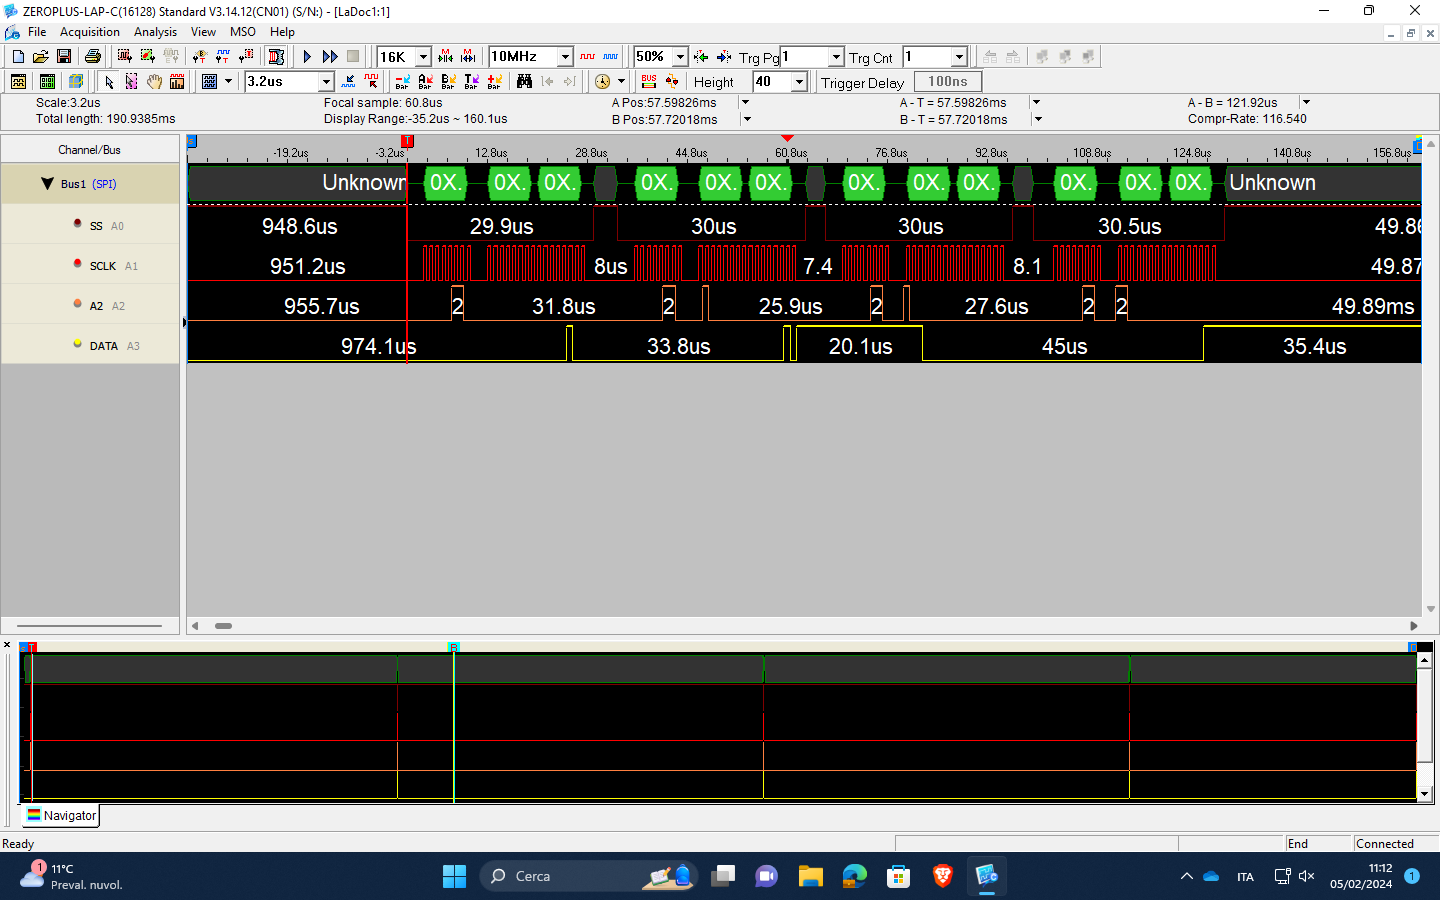 ZEROPLUS-LAP-C(16128) Standard V3.14.12(CN01) (S/N:) - [LaDoc1:1]
File Acquisition Analysis View MSO Help
16K 10MHz 50% Trg Pg 1 Trg Cnt 1
3.2us Bar Bar Bar Bar Bar BUS Height 40 Trigger Delay 100ns
Scale:3.2us Focal sample: 60.8us A Pos:57.59826ms A - T = 57.59826ms A - B = 121.92us
Total length: 190.9385ms Display Range:-35.2us ~ 160.1us B Pos:57.72018ms B - T = 57.72018ms Compr-Rate: 116.540
Channel/Bus
T
-19.2us -3.2us 12.8us 28.8us 44.8us 60.8us 76.8us 92.8us 108.8us 124.8us 140.8us 156.8us
Bus1 (SPI) Unknown 0X. 0X. 0X. 0X. 0X. 0X. 0X. 0X. 0X. 0X. 0X. 0X. Unknown
SS A0 948.6us 29.9us 30us 30us 30.5us 49.86
SCLK A1 951.2us 8us 7.4 8.1 49.87
A2 A2 955.7us 2 31.8us 2 25.9us 2 27.6us 2 2 49.89ms
DATA A3 974.1us 33.8us 20.1us 45us 35.4us
T B
Navigator
Ready End Connected
1 11°C
Preval. nuvol.
Cerca
ITA
11:12
05/02/2024
1